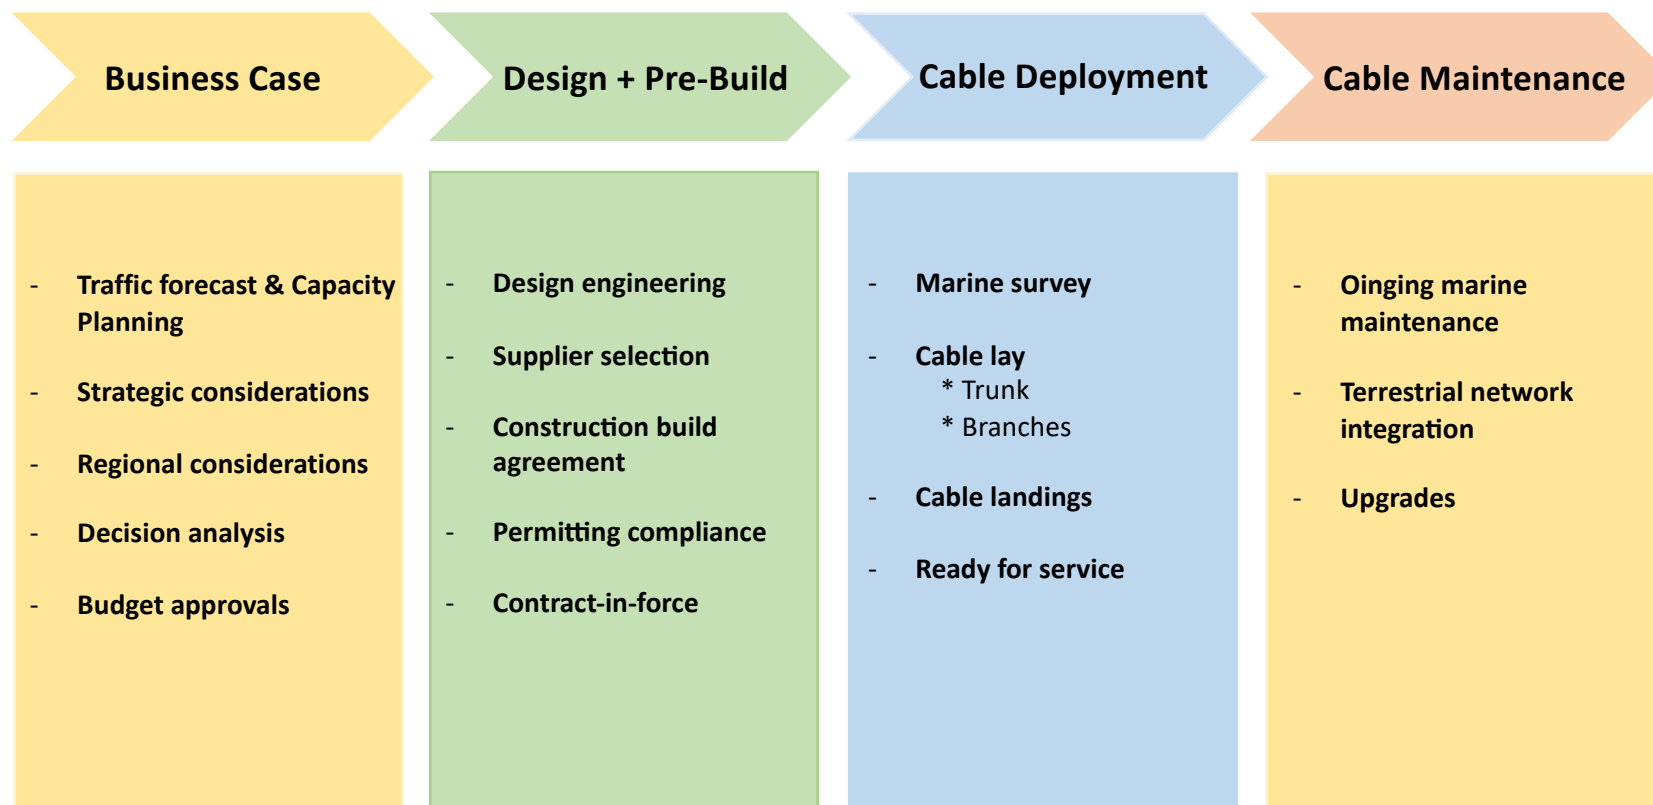 Business Case
Design + Pre-Build
Cable Deployment
Cable Maintenance
- Traffic forecast & Capacity
Planning
- Strategic considerations
- Regional considerations
- Decision analysis
- Budget approvals
- Design engineering
- Supplier selection
- Construction build
agreement
- Permitting compliance
- Contract-in-force
- Marine survey
- Cable lay
* Trunk
* Branches
- Cable landings
- Ready for service
- Oinging marine
maintenance
- Terrestrial network
integration
- Upgrades